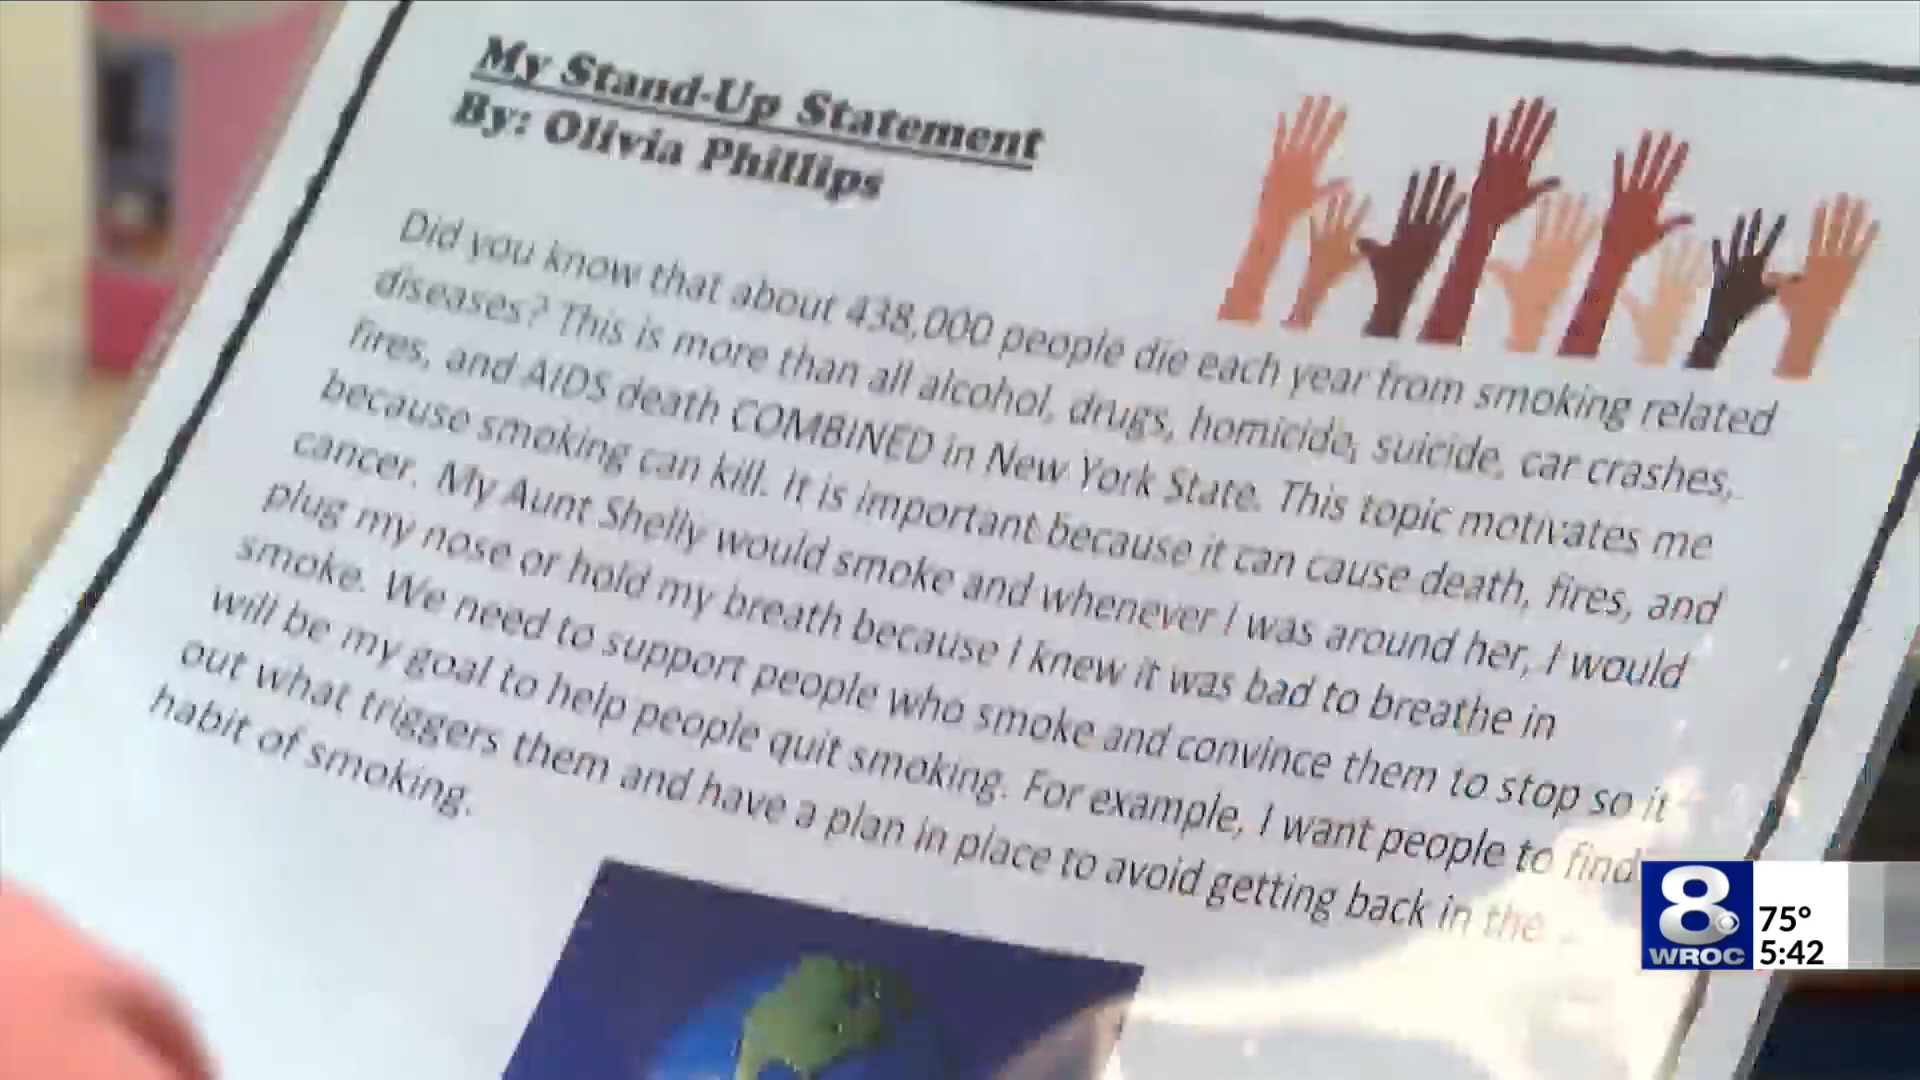 My Stand-Up Statement
By: Olivia Phillips
Did you know that about 438,000 people die each year from smoking related
diseases? This is more than all alcohol, drugs, homicide, suicide, car crashes,
fires, and AIDS death COMBINED in New York State. This topic motivates me
because smoking can kill. It is important because it can cause death, fires, and
cancer. My Aunt Shelly would smoke and whenever I was around her, I would
plug my nose or hold my breath because I knew it was bad to breathe in
smoke. We need to support people who smoke and convince them to stop so it
will be my goal to help people quit smoking. For example, I want people to find
out what triggers them and have a plan in place to avoid getting back in the
habit of smoking.
8
WROC
75°
5:42